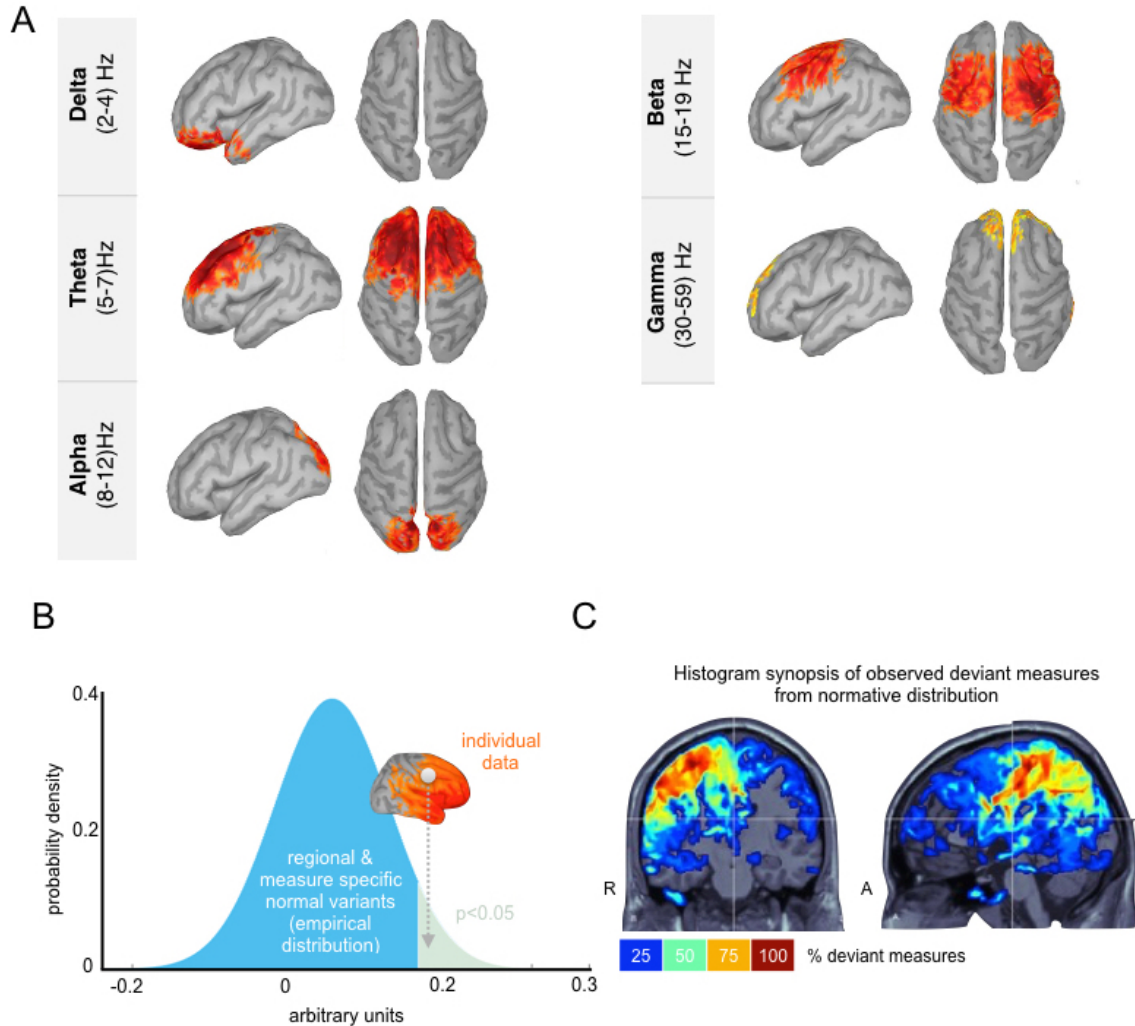 A
Delta
(2-4) Hz
Theta
(5-7)Hz
Alpha
(8-12)Hz
Beta
(15-19 Hz
Gamma
(30-59) Hz
B
probability density
0.4
0.2
0
-0.2
0
0.2
0.3
arbitrary units
individual
data
regional &
measure specific
normal variants
(empirical
distribution)
p<0.05
C
Histogram synopsis of observed deviant measures
from normative distribution
R
A
25 50 75 100 % deviant measures